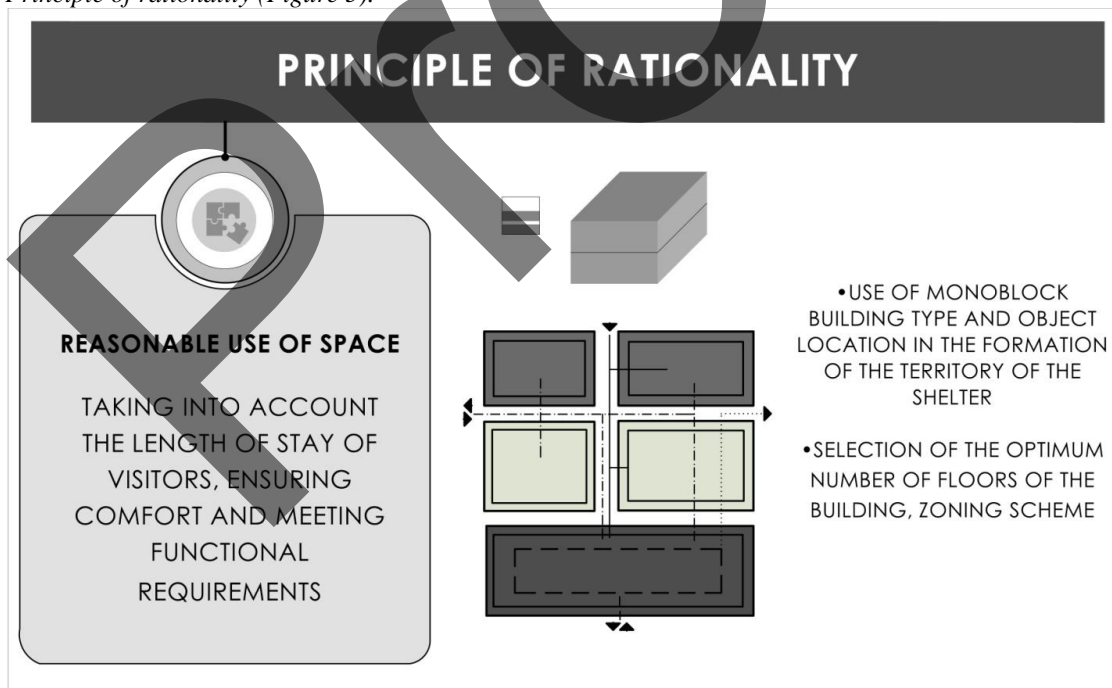 Principle of rationality (Figure 3).
PRINCIPLE OF RATIONALITY
REASONABLE USE OF SPACE
TAKING INTO ACCOUNT
THE LENGTH OF STAY OF
VISITORS, ENSURING
COMFORT AND MEETING
FUNCTIONAL
REQUIREMENTS
•USE OF MONOBLOCK
BUILDING TYPE AND OBJECT
LOCATION IN THE FORMATION
OF THE TERRITORY OF THE
SHELTER
•SELECTION OF THE OPTIMUM
NUMBER OF FLOORS OF THE
BUILDING, ZONING SCHEME